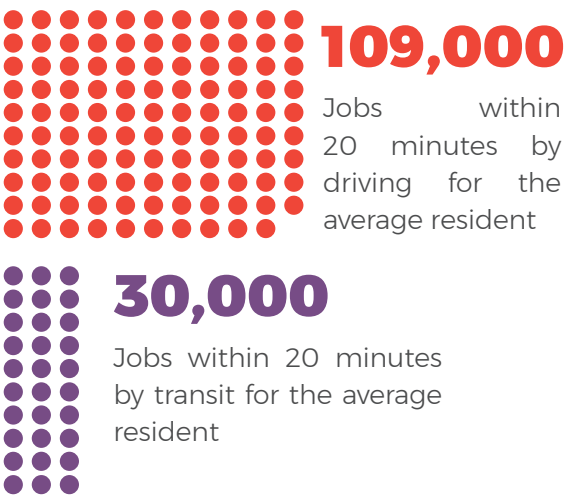 109,000
Jobs within
20 minutes by
driving for the
average resident
30,000
Jobs within 20 minutes
by transit for the average
resident